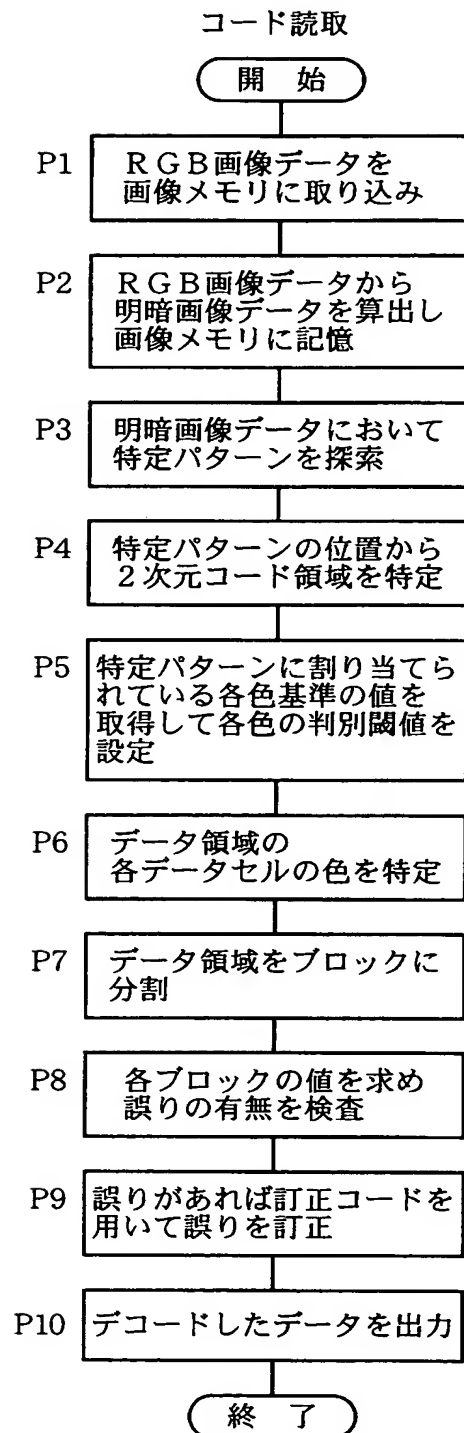 コード読取
開　始
P1 ＲＧＢ画像データを
画像メモリに取り込み
P2 ＲＧＢ画像データから
明暗画像データを算出し
画像メモリに記憶
P3 明暗画像データにおいて
特定パターンを探索
P4 特定パターンの位置から
２次元コード領域を特定
P5 特定パターンに割り当てら
れている各色基準の値を
取得して各色の判別閾値を
設定
P6 データ領域の
各データセルの色を特定
P7 データ領域をブロックに
分割
P8 各ブロックの値を求め
誤りの有無を検査
P9 誤りがあれば訂正コードを
用いて誤りを訂正
P10 デコードしたデータを出力
終　了